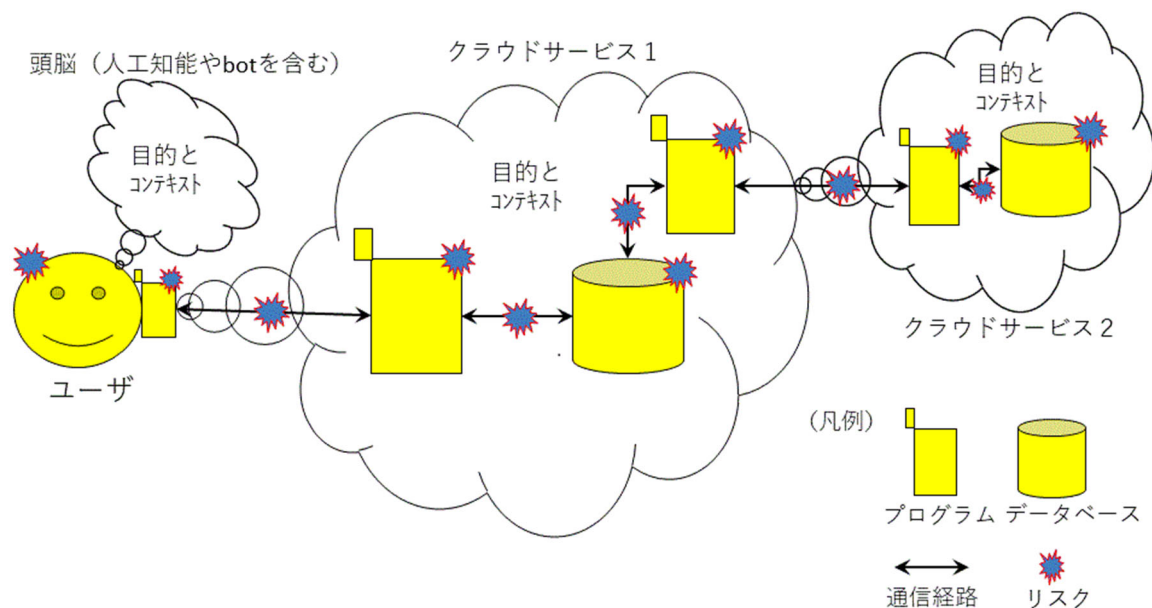 頭脳（人工知能やbotを含む）
目的と
コンテキスト
ユーザ
クラウドサービス１
目的と
コンテキスト
目的と
コンテキスト
クラウドサービス２
（凡例）
プログラム
データベース
通信経路
リスク